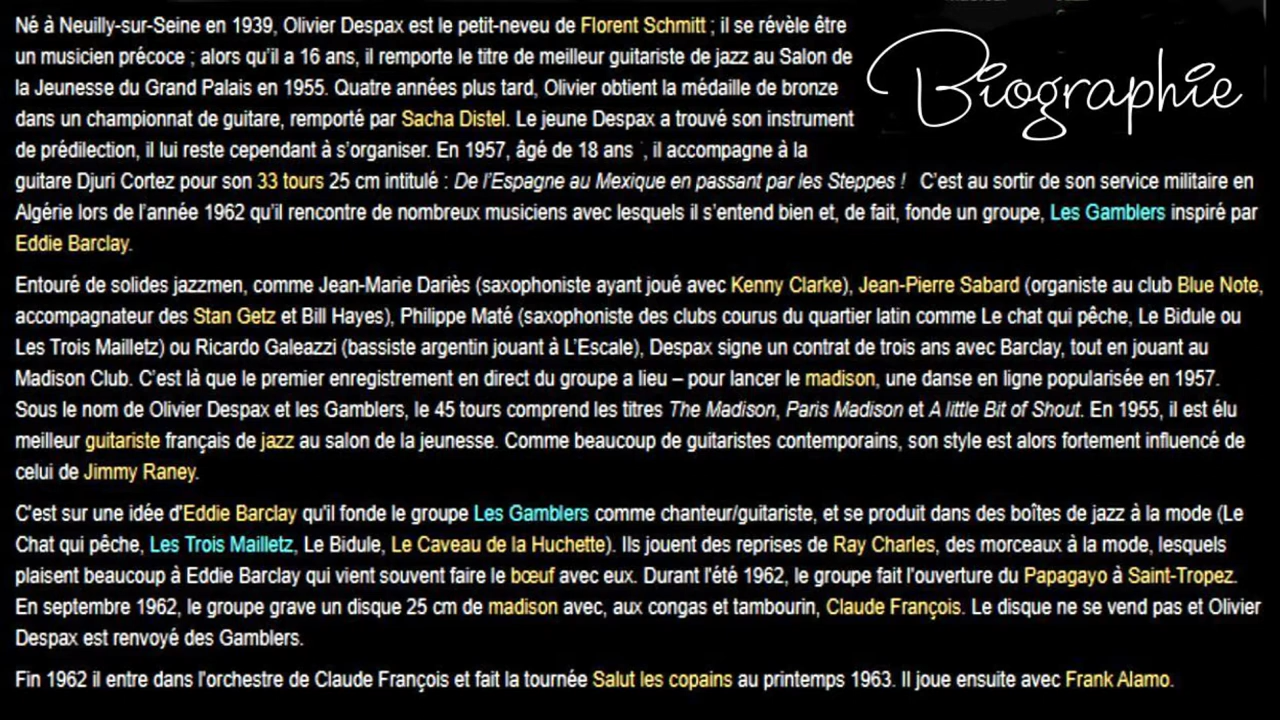 Né à Neuilly-sur-Seine en 1939, Olivier Despax est le petit-neveu de Florent Schmitt ; il se révèle être
un musicien précoce ; alors qu'il a 16 ans, il remporte le titre de meilleur guitariste de jazz au Salon de
la Jeunesse du Grand Palais en 1955. Quatre années plus tard, Olivier obtient la médaille de bronze
dans un championnat de guitare, remporté par Sacha Distel. Le jeune Despax a trouvé son instrument
de prédilection, il lui reste cependant à s'organiser. En 1957, âgé de 18 ans , il accompagne à la
Biographie
guitare Djuri Cortez pour son 33 tours 25 cm intitulé : De l'Espagne au Mexique en passant par les Steppes ! C'est au sortir de son service militaire en
Algérie lors de l'année 1962 qu'il rencontre de nombreux musiciens avec lesquels il s'entend bien et, de fait, fonde un groupe, Les Gamblers inspiré par
Eddie Barclay.
Entouré de solides jazzmen, comme Jean-Marie Dariès (saxophoniste ayant joué avec Kenny Clarke), Jean-Pierre Sabard (organiste au club Blue Note,
accompagnateur des Stan Getz et Bill Hayes), Philippe Maté (saxophoniste des clubs courus du quartier latin comme Le chat qui pêche, Le Bidule ou
Les Trois Mailletz) ou Ricardo Galeazzi (bassiste argentin jouant à L'Escale), Despax signe un contrat de trois ans avec Barclay, tout en jouant au
Madison Club. C'est là que le premier enregistrement en direct du groupe a lieu – pour lancer le madison, une danse en ligne popularisée en 1957.
Sous le nom de Olivier Despax et les Gamblers, le 45 tours comprend les titres The Madison, Paris Madison et A little Bit of Shout. En 1955, il est élu
meilleur guitariste français de jazz au salon de la jeunesse. Comme beaucoup de guitaristes contemporains, son style est alors fortement influencé de
celui de Jimmy Raney.
C'est sur une idée d'Eddie Barclay qu'il fonde le groupe Les Gamblers comme chanteur/guitariste, et se produit dans des boîtes de jazz à la mode (Le
Chat qui pêche, Les Trois Mailletz, Le Bidule, Le Caveau de la Huchette). Ils jouent des reprises de Ray Charles, des morceaux à la mode, lesquels
plaisent beaucoup à Eddie Barclay qui vient souvent faire le bœuf avec eux. Durant l'été 1962, le groupe fait l'ouverture du Papagayo à Saint-Tropez.
En septembre 1962, le groupe grave un disque 25 cm de madison avec, aux congas et tambourin, Claude François. Le disque ne se vend pas et Olivier
Despax est renvoyé des Gamblers.
Fin 1962 il entre dans l'orchestre de Claude François et fait la tournée Salut les copains au printemps 1963. Il joue ensuite avec Frank Alamo.